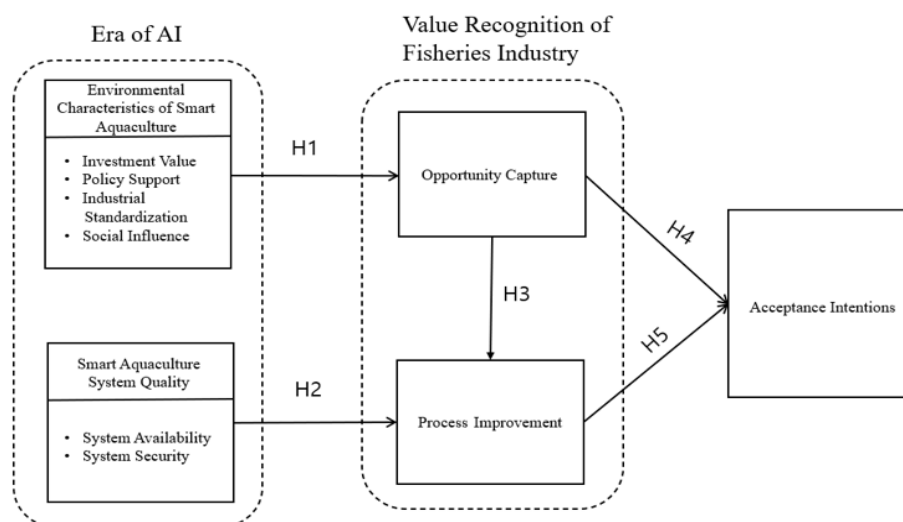 Era of AI
Value Recognition of
Fisheries Industry
Environmental
Characteristics of Smart
Aquaculture
• Investment Value
• Policy Support
• Industrial
Standardization
• Social Influence
H1
Opportunity Capture
H4
H3
Acceptance Intentions
Smart Aquaculture
System Quality
• System Availability
• System Security
H2
Process Improvement
H5